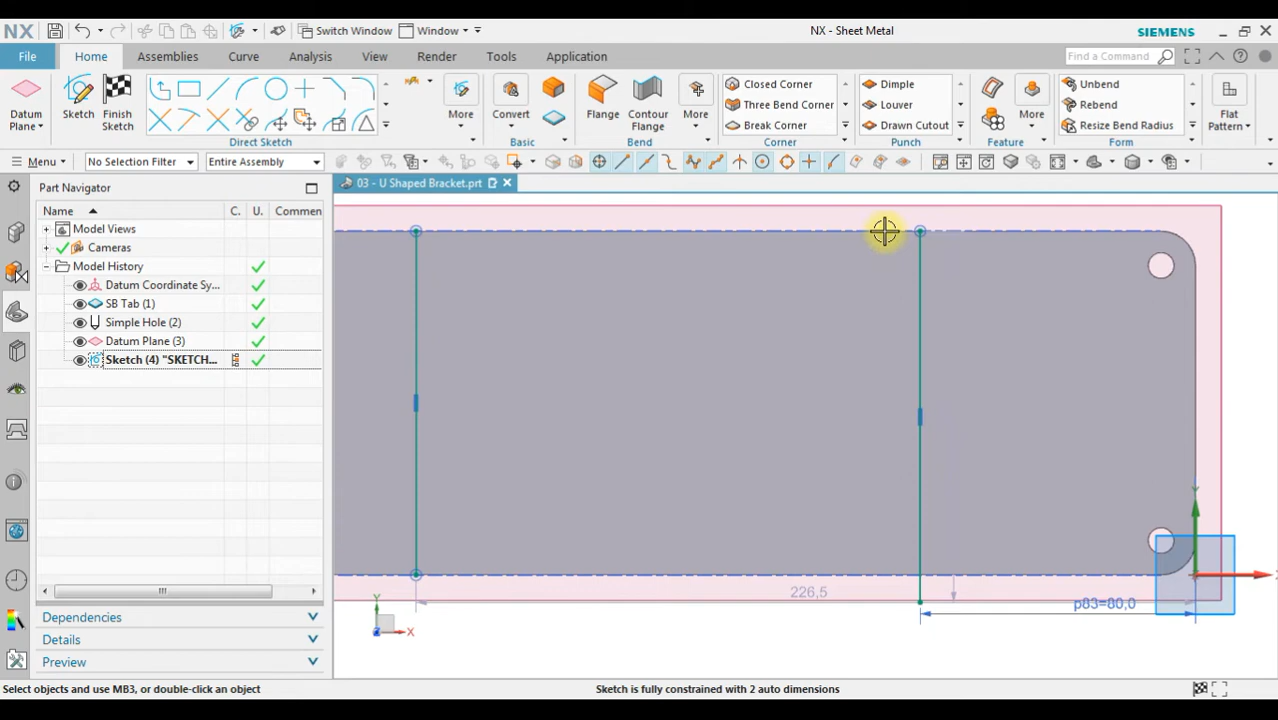 NX Switch Window Window NX - Sheet Metal SIEMENS
File Home Assemblies Curve Analysis View Render Tools Application Find a Command
Datum Plane Sketch Finish Sketch More Convert Flange Contour Flange More Closed Corner Three Bend Corner Break Corner Dimple Louver Drawn Cutout More Unbend Rebend Resize Bend Radius Flat Pattern
Direct Sketch Basic Bend Corner Punch Feature Form
Menu No Selection Filter Entire Assembly
Part Navigator
03 - U Shaped Bracket.prt
Name C. U. Commen
Model Views
Cameras
Model History
Datum Coordinate Sy...
SB Tab (1)
Simple Hole (2)
Datum Plane (3)
Sketch (4) "SKETCH...
Y
226,5
p83=80,0
X
Y
X
Z
Dependencies
Details
Preview
Select objects and use MB3, or double-click an object Sketch is fully constrained with 2 auto dimensions